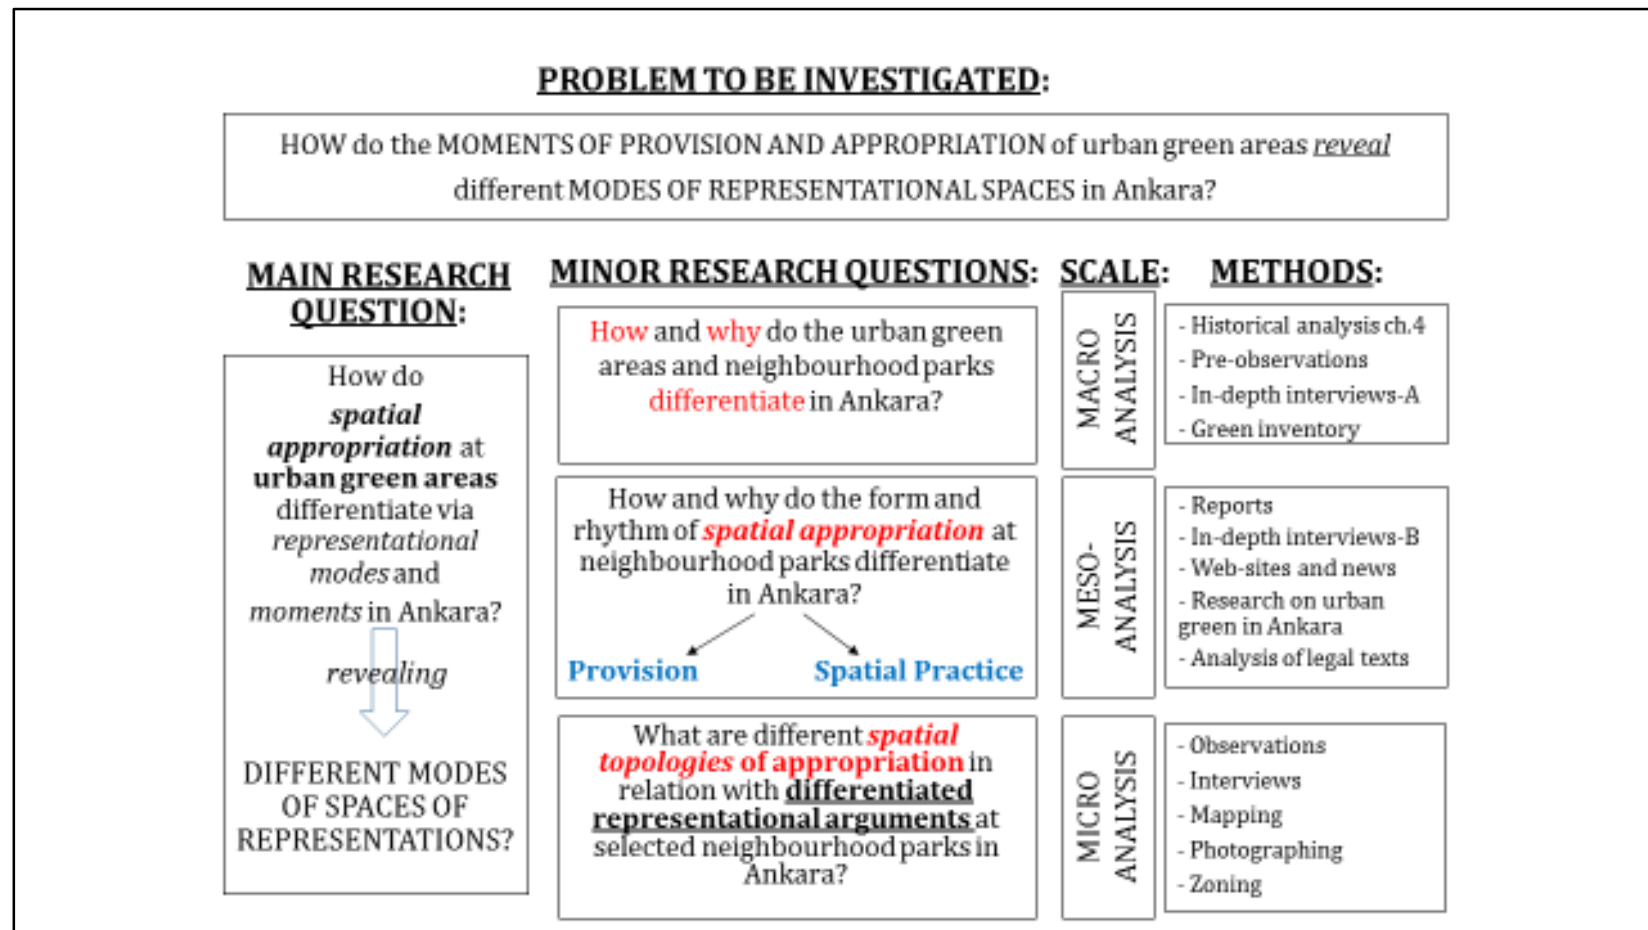 PROBLEM TO BE INVESTIGATED:
HOW do the MOMENTS OF PROVISION AND APPROPRIATION of urban green areas reveal
different MODES OF REPRESENTATIONAL SPACES in Ankara?
MAIN RESEARCH
QUESTION:
How do
spatial
appropriation at
urban green areas
differentiate via
representational
modes and
moments in Ankara?
revealing
DIFFERENT MODES
OF SPACES OF
REPRESENTATIONS?
MINOR RESEARCH QUESTIONS:
How and why do the urban green
areas and neighbourhood parks
differentiate in Ankara?
How and why do the form and
rhythm of spatial appropriation at
neighbourhood parks differentiate
in Ankara?
Provision
Spatial Practice
What are different spatial
topologies of appropriation in
relation with differentiated
representational arguments at
selected neighbourhood parks in
Ankara?
SCALE:
MACRO
ANALYSIS
MESO-
ANALYSIS
MICRO
ANALYSIS
METHODS:
- Historical analysis ch.4
- Pre-observations
- In-depth interviews-A
- Green inventory
- Reports
- In-depth interviews-B
- Web-sites and news
- Research on urban
green in Ankara
- Analysis of legal texts
- Observations
- Interviews
- Mapping
- Photographing
- Zoning